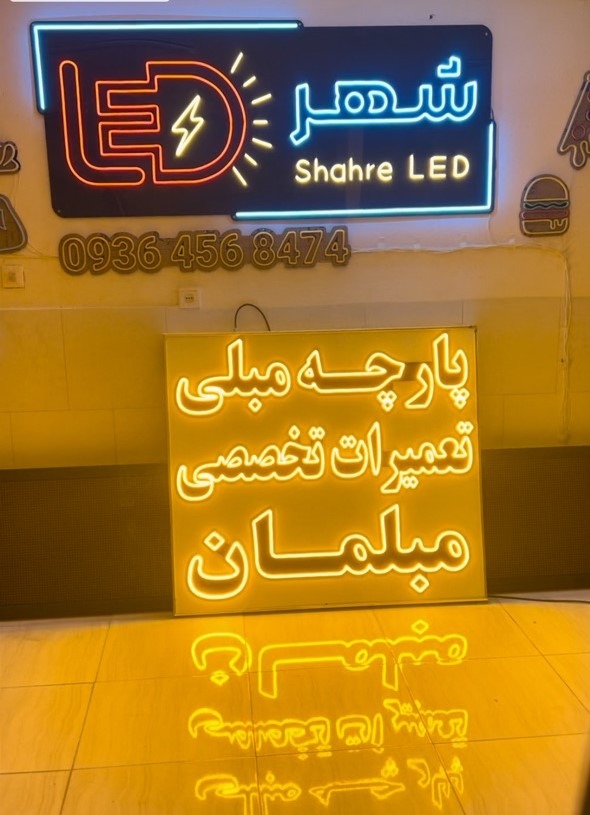 LED شهر
Shahre LED
0936 456 8474
پارچه مبلی
تعمیرات تخصصی
مبلمان